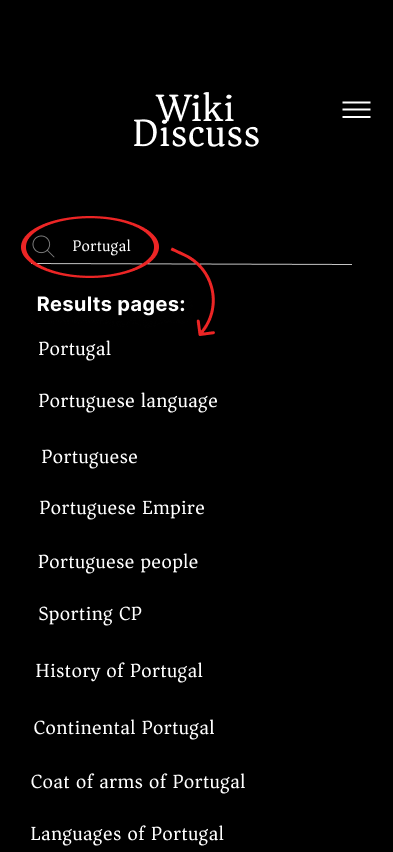 Wiki
Discuss
Portugal
Results pages:
Portugal
Portuguese language
Portuguese
Portuguese Empire
Portuguese people
Sporting CP
History of Portugal
Continental Portugal
Coat of arms of Portugal
Languages of Portugal